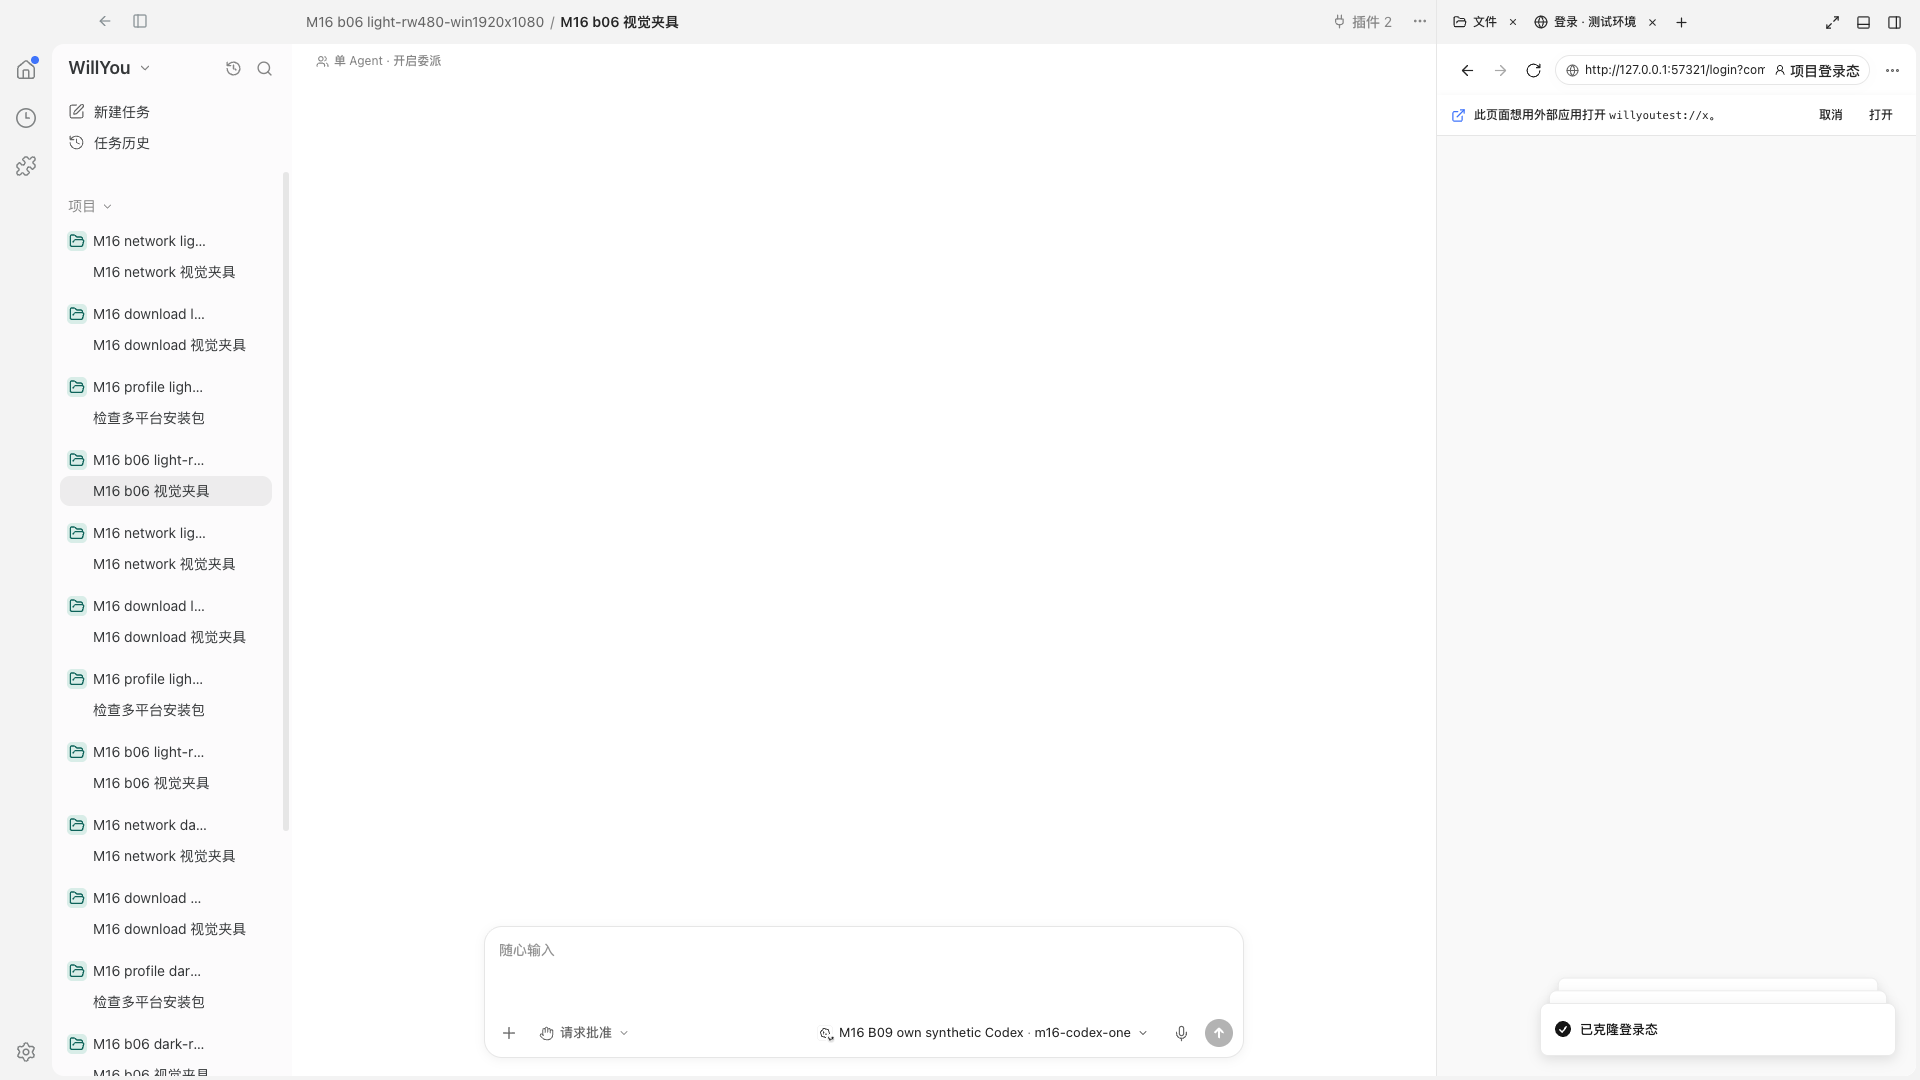 M16 b06 light-rw480-win1920x1080 / M16 b06 视觉夹具
插件 2
文件
登录 · 测试环境
WillYou
新建任务
任务历史
项目
M16 network lig...
M16 network 视觉夹具
M16 download l...
M16 download 视觉夹具
M16 profile ligh...
检查多平台安装包
M16 b06 light-r...
M16 b06 视觉夹具
M16 network lig...
M16 network 视觉夹具
M16 download l...
M16 download 视觉夹具
M16 profile ligh...
检查多平台安装包
M16 b06 light-r...
M16 b06 视觉夹具
M16 network da...
M16 network 视觉夹具
M16 download ...
M16 download 视觉夹具
M16 profile dar...
检查多平台安装包
M16 b06 dark-r...
M16 b06 视觉夹具
单 Agent · 开启委派
随心输入
请求批准
M16 B09 own synthetic Codex · m16-codex-one
http://127.0.0.1:57321/login?com
项目登录态
此页面想用外部应用打开 willyoutest://x。
取消
打开
已克隆登录态